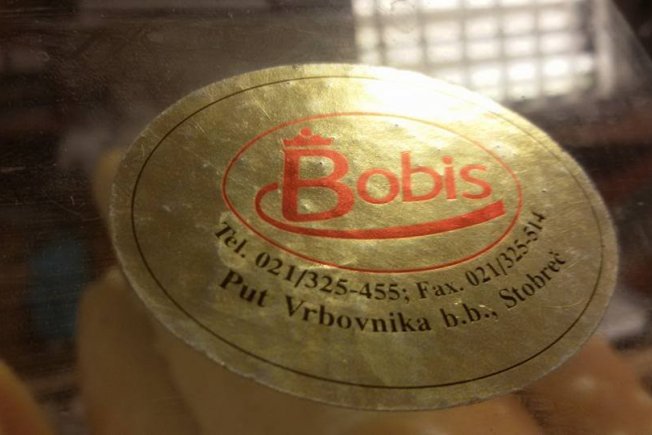 Bobis
Tel. 021/325-455; Fax. 021/325-514
Put Vrbovnika b.b., Stobreč